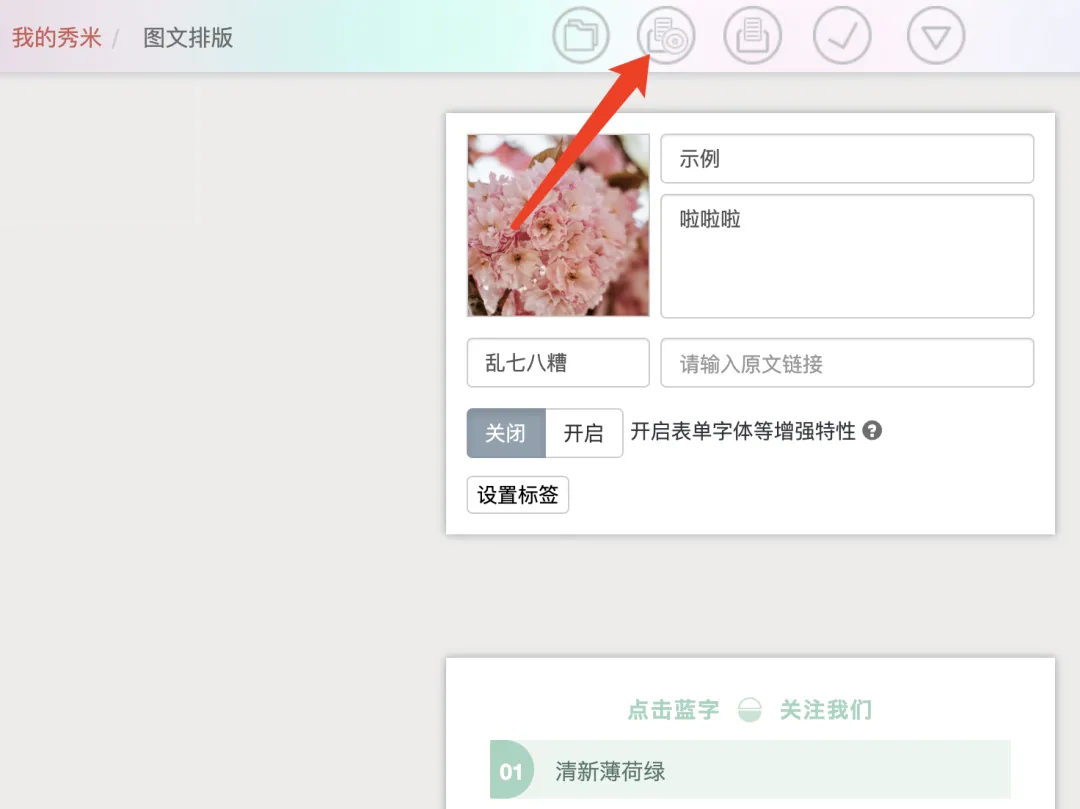 我的秀米 / 图文排版
示例
啦啦啦
乱七八糟
请输入原文链接
关闭 开启 开启表单字体等增强特性 ?
设置标签
点击蓝字 关注我们
01 清新薄荷绿